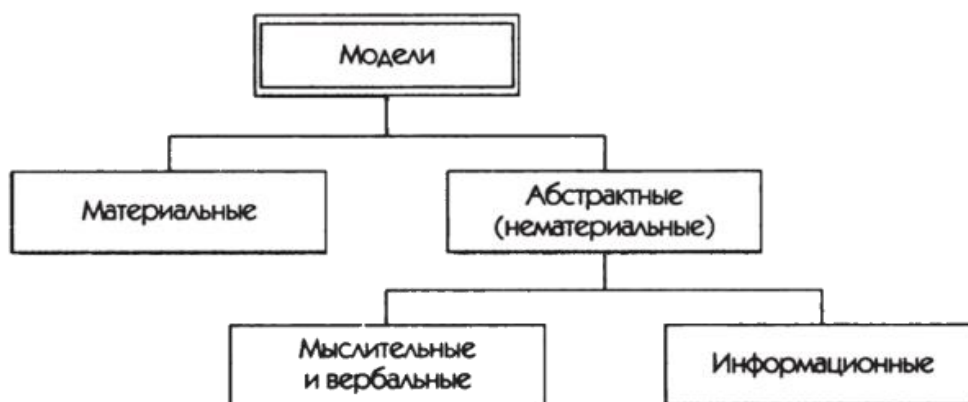 Модели
Материальные
Абстрактные
(нематериальные)
Мыслительные
и вербальные
Информационные